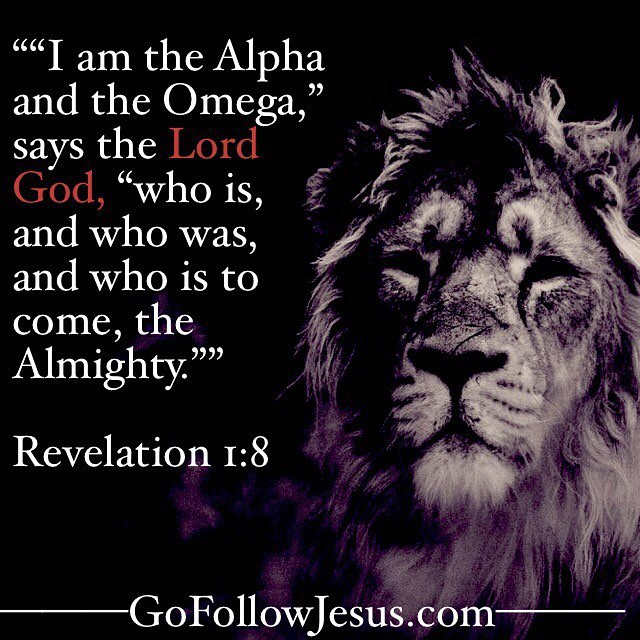 ““I am the Alpha
and the Omega,”
says the Lord
God, “who is,
and who was,
and who is to
come, the
Almighty.””
Revelation 1:8
GoFollowJesus.com